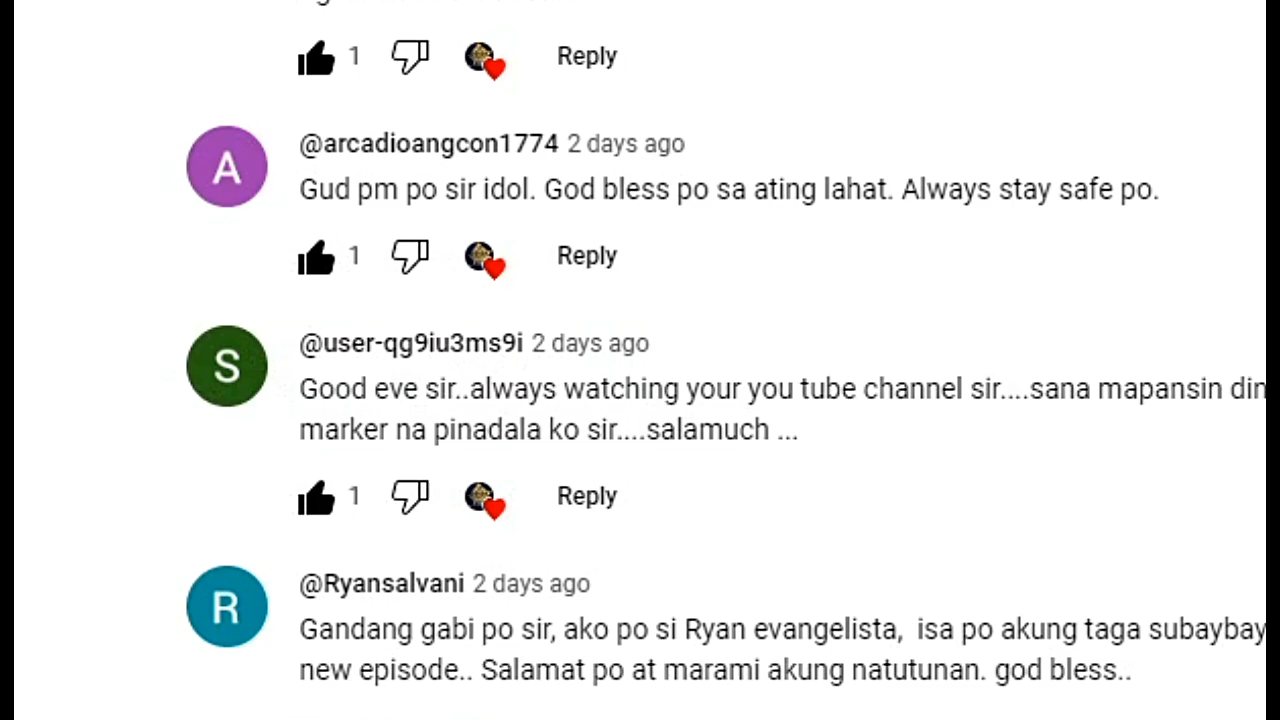 1 Reply
A
@arcadioangcon1774 2 days ago
Gud pm po sir idol. God bless po sa ating lahat. Always stay safe po.
1 Reply
S
@user-qg9iu3ms9i 2 days ago
Good eve sir..always watching your you tube channel sir....sana mapansin din
marker na pinadala ko sir....salamuch ...
1 Reply
R
@Ryansalvani 2 days ago
Gandang gabi po sir, ako po si Ryan evangelista, isa po akung taga subaybay
new episode.. Salamat po at marami akung natutunan. god bless..